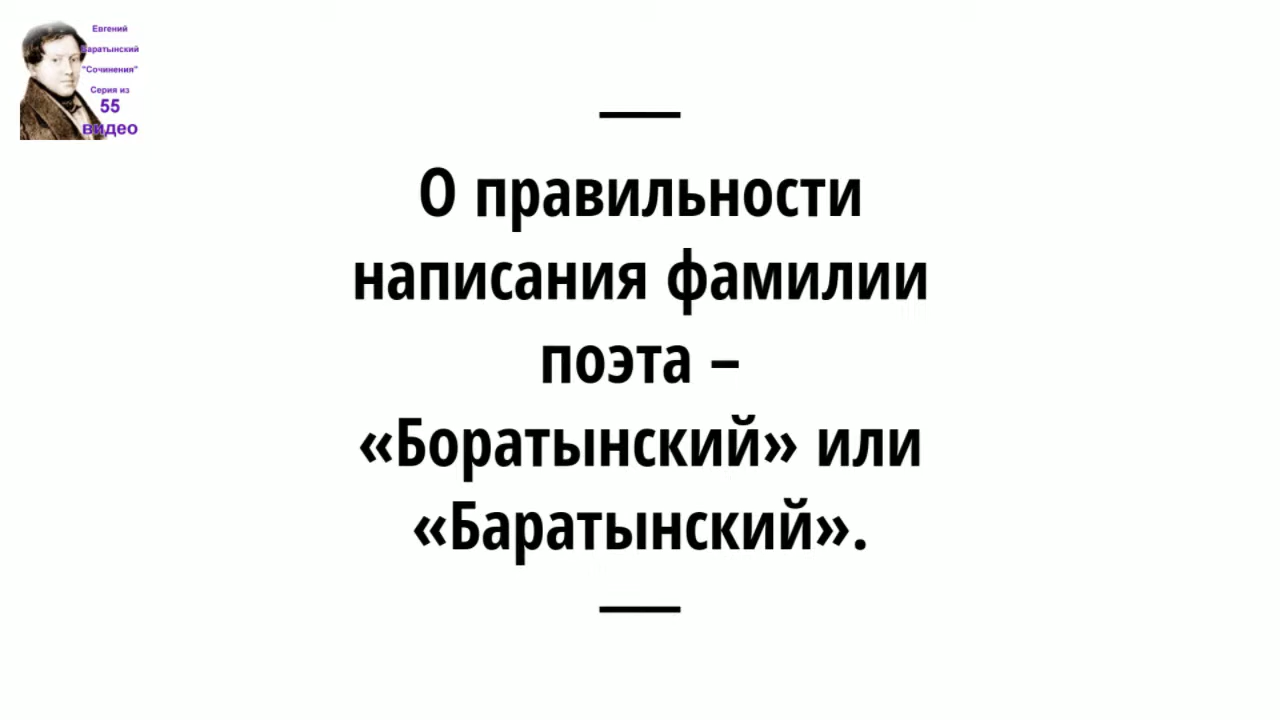 Евгений
Баратынский
"Сочинения"
Серия из
55
видео
О правильности
написания фамилии
поэта –
«Боратынский» или
«Баратынский».